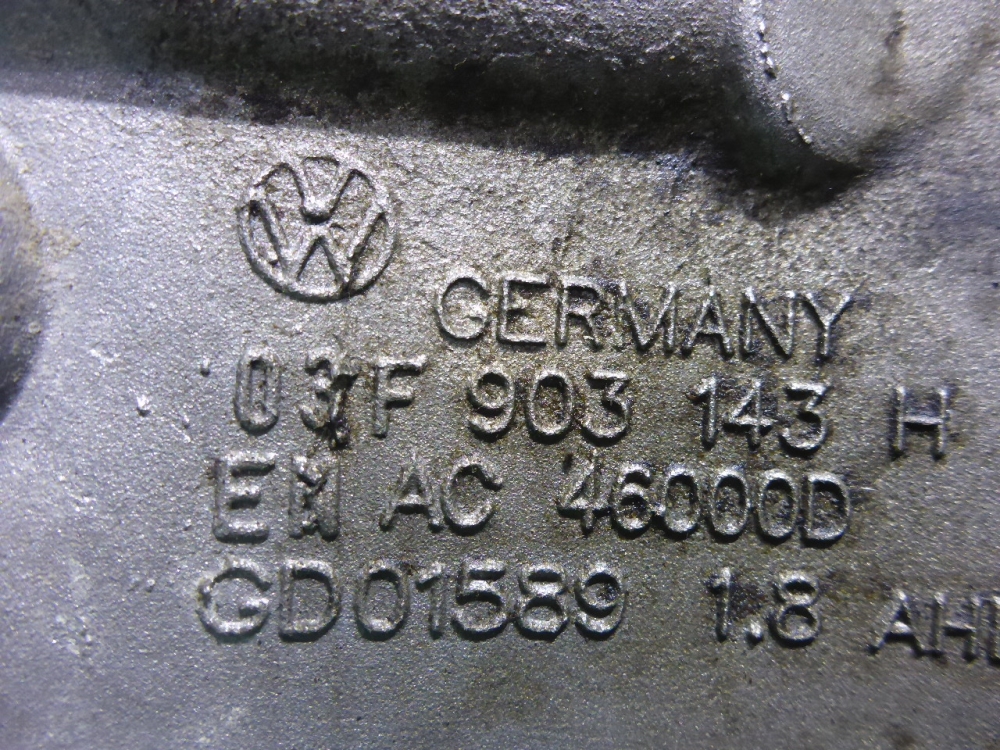 GERMANY
03F 903 143 H
EN AC 46000D
GD01589 1.8